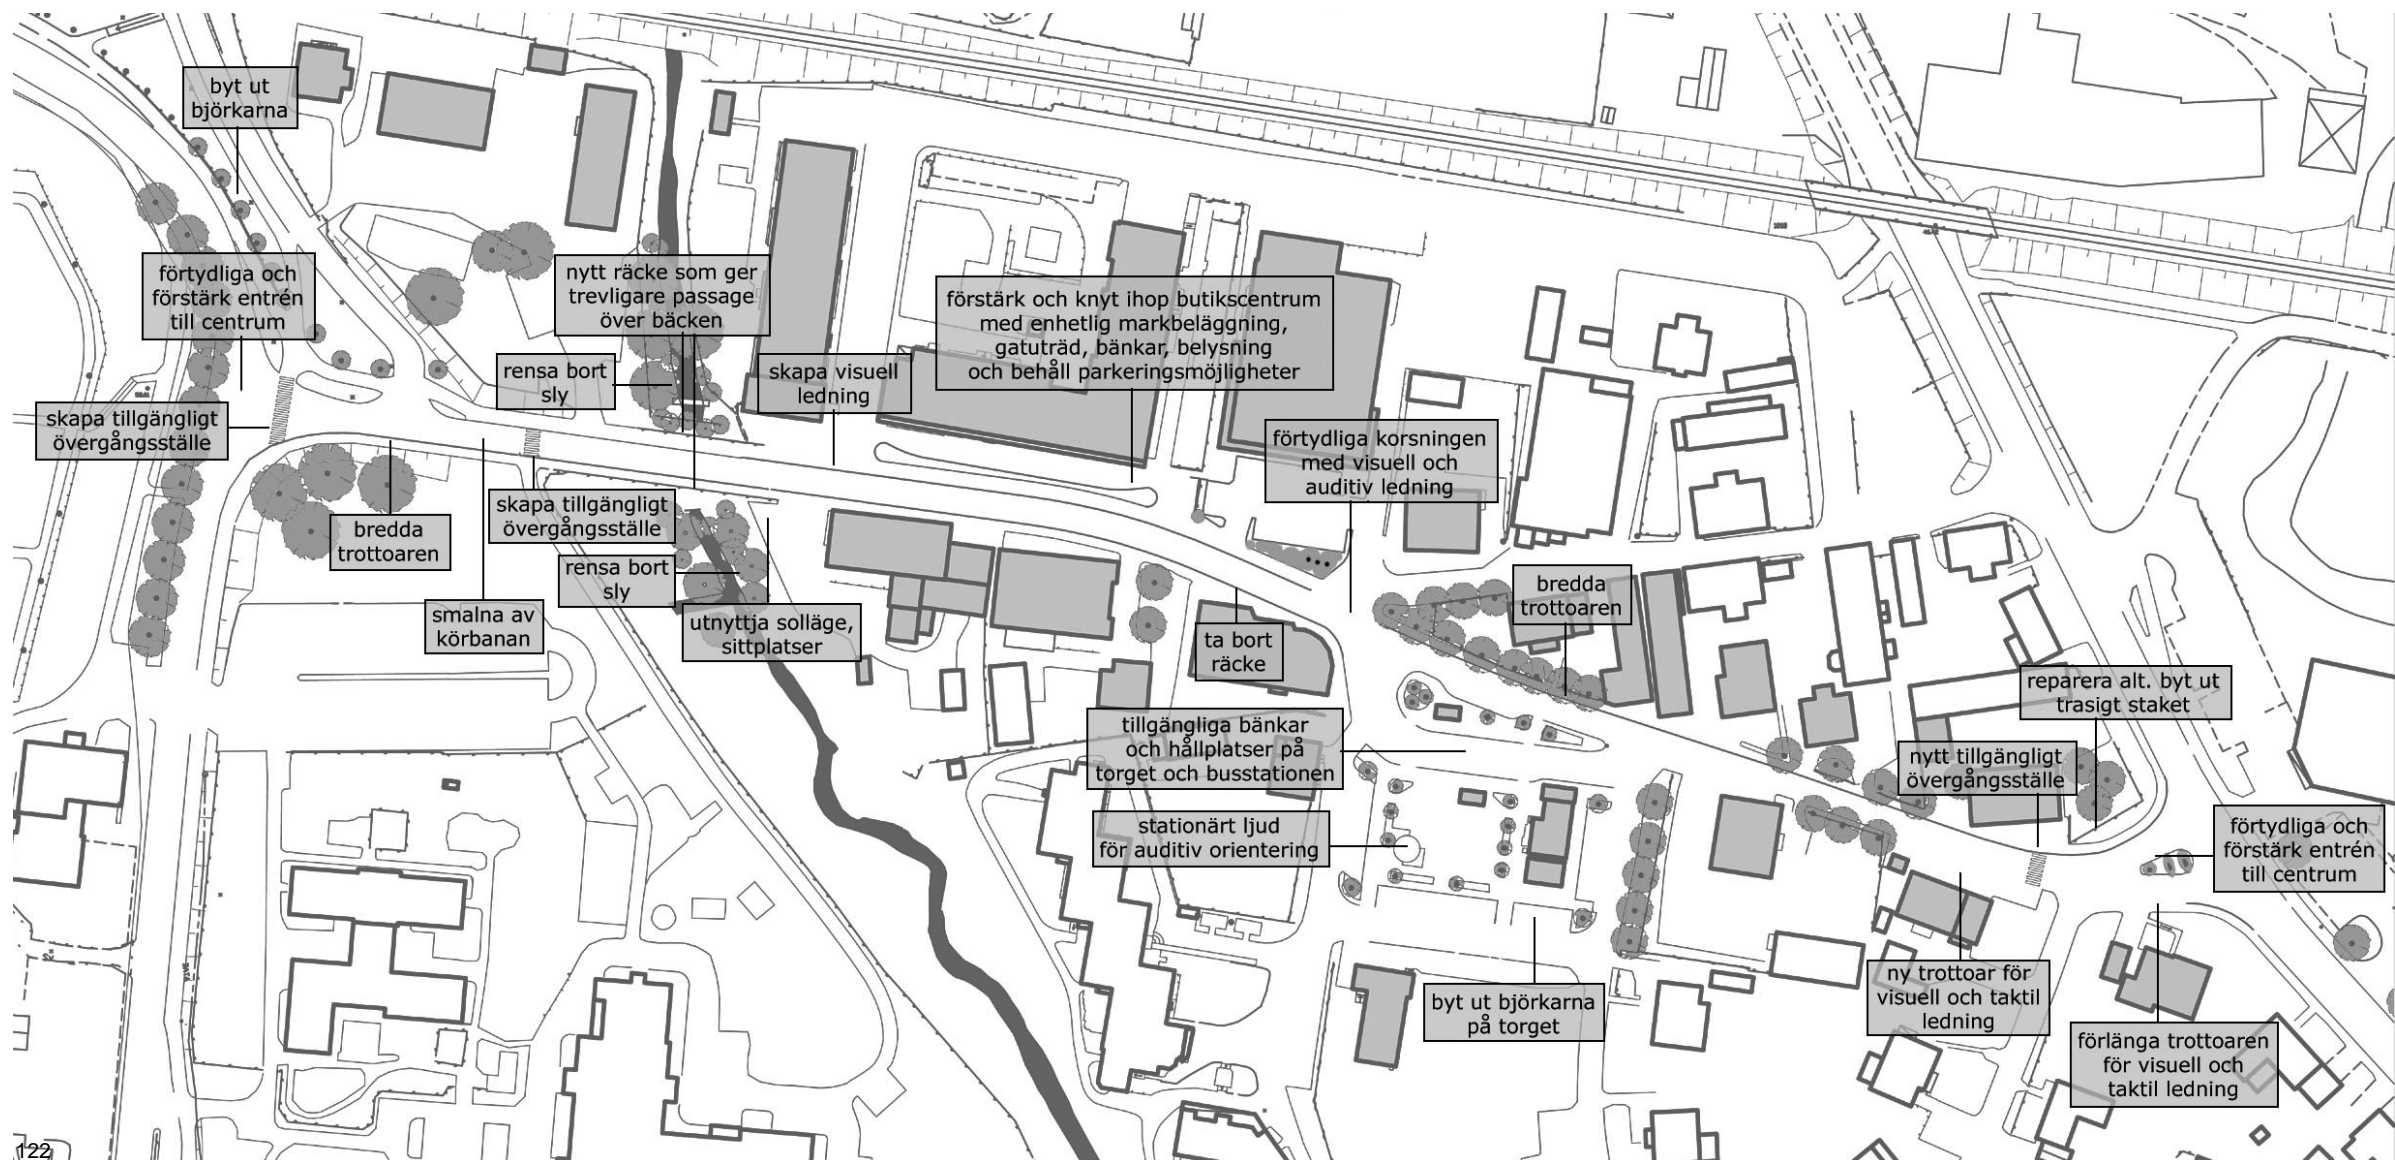 byt ut
björkarna
förtydliga och
förstärk entrén
till centrum
nytt räcke som ger
trevligare passage
över bäcken
förstärk och knyt ihop butikscentrum
med enhetlig markbeläggning,
gatuträd, bänkar, belysning
och behåll parkeringsmöjligheter
rensa bort
sly
skapa visuell
ledning
skapa tillgängligt
övergångsställe
förtydliga korsningen
med visuell och
auditiv ledning
skapa tillgängligt
övergångsställe
bredda
trottoaren
rensa bort
sly
bredda
trottoaren
smalna av
körbanan
utnyttja solläge,
sittplatser
ta bort
räcke
reparera alt. byt ut
trasigt staket
tillgängliga bänkar
och hållplatser på
torget och busstationen
nytt tillgängligt
övergångsställe
stationärt ljud
för auditiv orientering
förtydliga och
förstärk entrén
till centrum
ny trottoar för
visuell och taktil
ledning
byt ut björkarna
på torget
förlänga trottoaren
för visuell och
taktil ledning
122